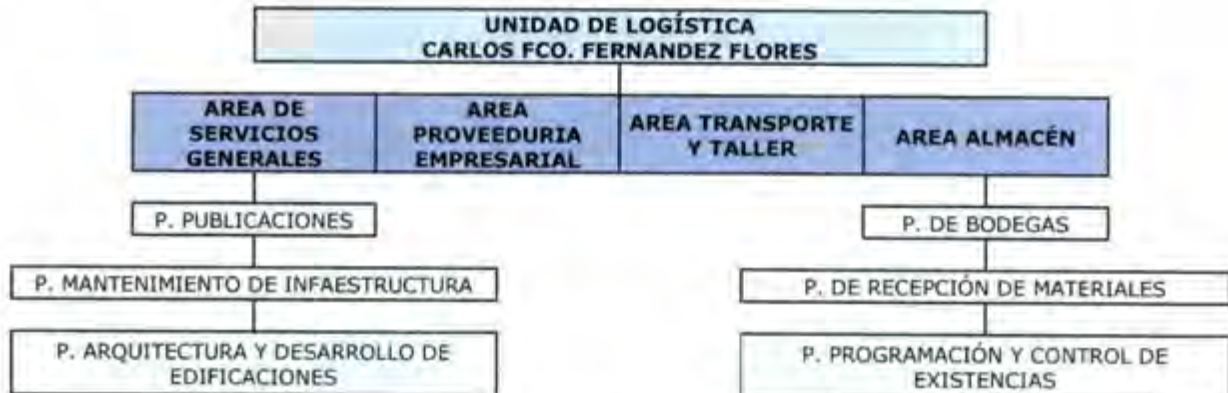 UNIDAD DE LOGÍSTICA
CARLOS FCO. FERNANDEZ FLORES
AREA DE
SERVICIOS
GENERALES
AREA
PROVEEDURIA
EMPRESARIAL
AREA TRANSPORTE
Y TALLER
AREA ALMACÉN
P. PUBLICACIONES
P. DE BODEGAS
P. MANTENIMIENTO DE INFAESTRUCTURA
P. DE RECEPCIÓN DE MATERIALES
P. ARQUITECTURA Y DESARROLLO DE
EDIFICACIONES
P. PROGRAMACIÓN Y CONTROL DE
EXISTENCIAS